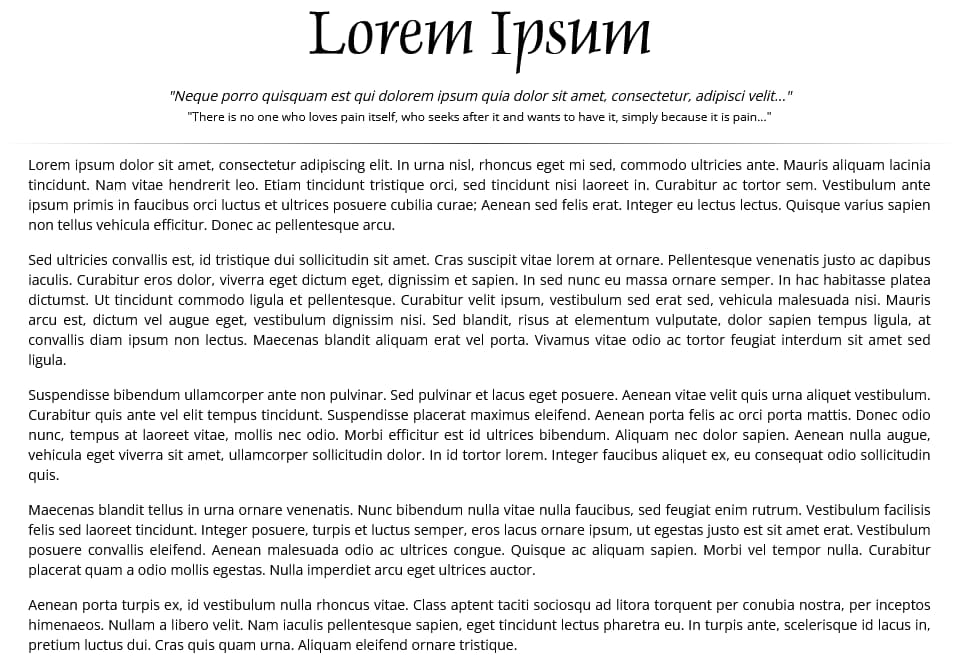 Lorem Ipsum
"Neque porro quisquam est qui dolorem ipsum quia dolor sit amet, consectetur, adipisci velit..."
"There is no one who loves pain itself, who seeks after it and wants to have it, simply because it is pain..."
Lorem ipsum dolor sit amet, consectetur adipiscing elit. In urna nisl, rhoncus eget mi sed, commodo ultricies ante. Mauris aliquam lacinia
tincidunt. Nam vitae hendrerit leo. Etiam tincidunt tristique orci, sed tincidunt nisi laoreet in. Curabitur ac tortor sem. Vestibulum ante
ipsum primis in faucibus orci luctus et ultrices posuere cubilia curae; Aenean sed felis erat. Integer eu lectus lectus. Quisque varius sapien
non tellus vehicula efficitur. Donec ac pellentesque arcu.
Sed ultricies convallis est, id tristique dui sollicitudin sit amet. Cras suscipit vitae lorem at ornare. Pellentesque venenatis justo ac dapibus
iaculis. Curabitur eros dolor, viverra eget dictum eget, dignissim et sapien. In sed nunc eu massa ornare semper. In hac habitasse platea
dictumst. Ut tincidunt commodo ligula et pellentesque. Curabitur velit ipsum, vestibulum sed erat sed, vehicula malesuada nisi. Mauris
arcu est, dictum vel augue eget, vestibulum dignissim nisi. Sed blandit, risus at elementum vulputate, dolor sapien tempus ligula, at
convallis diam ipsum non lectus. Maecenas blandit aliquam erat vel porta. Vivamus vitae odio ac tortor feugiat interdum sit amet sed
ligula.
Suspendisse bibendum ullamcorper ante non pulvinar. Sed pulvinar et lacus eget posuere. Aenean vitae velit quis urna aliquet vestibulum.
Curabitur quis ante vel elit tempus tincidunt. Suspendisse placerat maximus eleifend. Aenean porta felis ac orci porta mattis. Donec odio
nunc, tempus at laoreet vitae, mollis nec odio. Morbi efficitur est id ultrices bibendum. Aliquam nec dolor sapien. Aenean nulla augue,
vehicula eget viverra sit amet, ullamcorper sollicitudin dolor. In id tortor lorem. Integer faucibus aliquet ex, eu consequat odio sollicitudin
quis.
Maecenas blandit tellus in urna ornare venenatis. Nunc bibendum nulla vitae nulla faucibus, sed feugiat enim rutrum. Vestibulum facilisis
felis sed laoreet tincidunt. Integer posuere, turpis et luctus semper, eros lacus ornare ipsum, ut egestas justo est sit amet erat. Vestibulum
posuere convallis eleifend. Aenean malesuada odio ac ultrices congue. Quisque ac aliquam sapien. Morbi vel tempor nulla. Curabitur
placerat quam a odio mollis egestas. Nulla imperdiet arcu eget ultrices auctor.
Aenean porta turpis ex, id vestibulum nulla rhoncus vitae. Class aptent taciti sociosqu ad litora torquent per conubia nostra, per inceptos
himenaeos. Nullam a libero velit. Nam iaculis pellentesque sapien, eget tincidunt lectus pharetra eu. In turpis ante, scelerisque id lacus in,
pretium luctus dui. Cras quis quam urna. Aliquam eleifend ornare tristique.